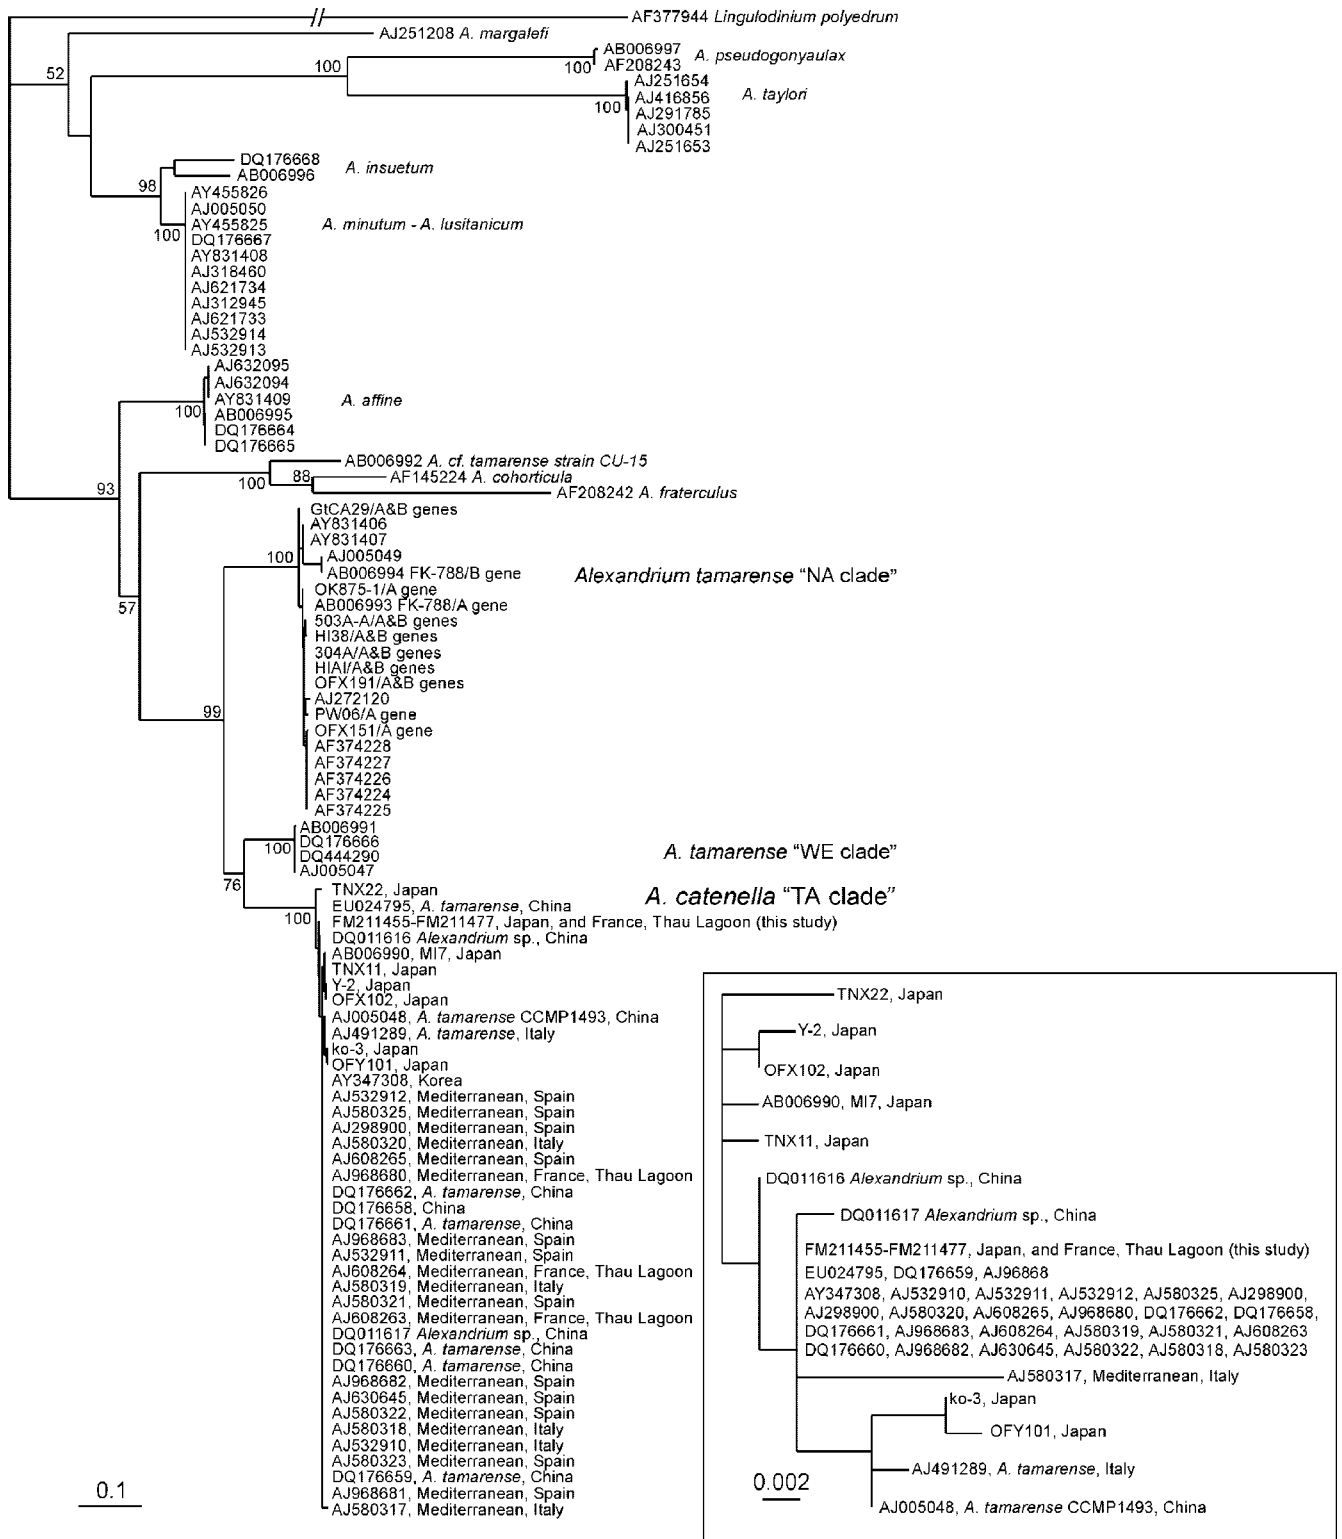 AF377944 Lingulodinium polyedrum
AJ251208 A. margalefi
52
AB006997
AF208243
A. pseudogonyaulax
100
100
AJ251654
AJ416856
AJ291785
AJ300451
AJ251653
A. taylori
100
DQ176668
AB006996
A. insuetum
98
AY455826
AJ005050
AY455825
DQ176667
AY831408
AJ318460
AJ621734
AJ312945
AJ621733
AJ532914
AJ532913
A. minutum - A. lusitanicum
100
AJ632095
AJ632094
AY831409
AB006995
DQ176664
DQ176665
A. affine
100
AB006992 A. cf. tamarense strain CU-15
AF145224 A. cohorticula
AF208242 A. fraterculus
100
88
93
GtCA29/A&B genes
AY831406
AY831407
AJ005049
AB006994 FK-788/B gene
OK875-1/A gene
AB006993 FK-788/A gene
503A-A/A&B genes
HI38/A&B genes
304A/A&B genes
HIAI/A&B genes
OFX191/A&B genes
AJ272120
PW06/A gene
OFX151/A gene
AF374228
AF374227
AF374226
AF374224
AF374225
100
Alexandrium tamarense “NA clade”
57
99
AB006991
DQ176666
DQ444290
AJ005047
100
A. tamarense “WE clade”
76
A. catenella “TA clade”
100
TNX22, Japan
EU024795, A. tamarense, China
FM211455-FM211477, Japan, and France, Thau Lagoon (this study)
DQ011616 Alexandrium sp., China
AB006990, MI7, Japan
TNX11, Japan
Y-2, Japan
OFX102, Japan
AJ005048, A. tamarense CCMP1493, China
AJ491289, A. tamarense, Italy
ko-3, Japan
OFY101, Japan
AY347308, Korea
AJ532912, Mediterranean, Spain
AJ580325, Mediterranean, Spain
AJ298900, Mediterranean, Spain
AJ580320, Mediterranean, Italy
AJ608265, Mediterranean, Spain
AJ968680, Mediterranean, France, Thau Lagoon
DQ176662, A. tamarense, China
DQ176658, China
DQ176661, A. tamarense, China
AJ968683, Mediterranean, Spain
AJ532911, Mediterranean, Spain
AJ608264, Mediterranean, France, Thau Lagoon
AJ580319, Mediterranean, Italy
AJ580321, Mediterranean, Spain
AJ608263, Mediterranean, France, Thau Lagoon
DQ011617 Alexandrium sp., China
DQ176663, A. tamarense, China
DQ176660, A. tamarense, China
AJ968682, Mediterranean, Spain
AJ630645, Mediterranean, Spain
AJ580322, Mediterranean, Spain
AJ580318, Mediterranean, Italy
AJ532910, Mediterranean, Italy
AJ580323, Mediterranean, Spain
DQ176659, A. tamarense, China
AJ968681, Mediterranean, Spain
AJ580317, Mediterranean, Italy
0.1
TNX22, Japan
Y-2, Japan
OFX102, Japan
AB006990, MI7, Japan
TNX11, Japan
DQ011616 Alexandrium sp., China
DQ011617 Alexandrium sp., China
FM211455-FM211477, Japan, and France, Thau Lagoon (this study)
EU024795, DQ176659, AJ96868
AY347308, AJ532910, AJ532911, AJ532912, AJ580325, AJ298900,
AJ298900, AJ580320, AJ608265, AJ968680, DQ176662, DQ176658,
DQ176661, AJ968683, AJ608264, AJ580319, AJ580321, AJ608263
DQ176660, AJ968682, AJ630645, AJ580322, AJ580318, AJ580323
AJ580317, Mediterranean, Italy
ko-3, Japan
OFY101, Japan
AJ491289, A. tamarense, Italy
AJ005048, A. tamarense CCMP1493, China
0.002